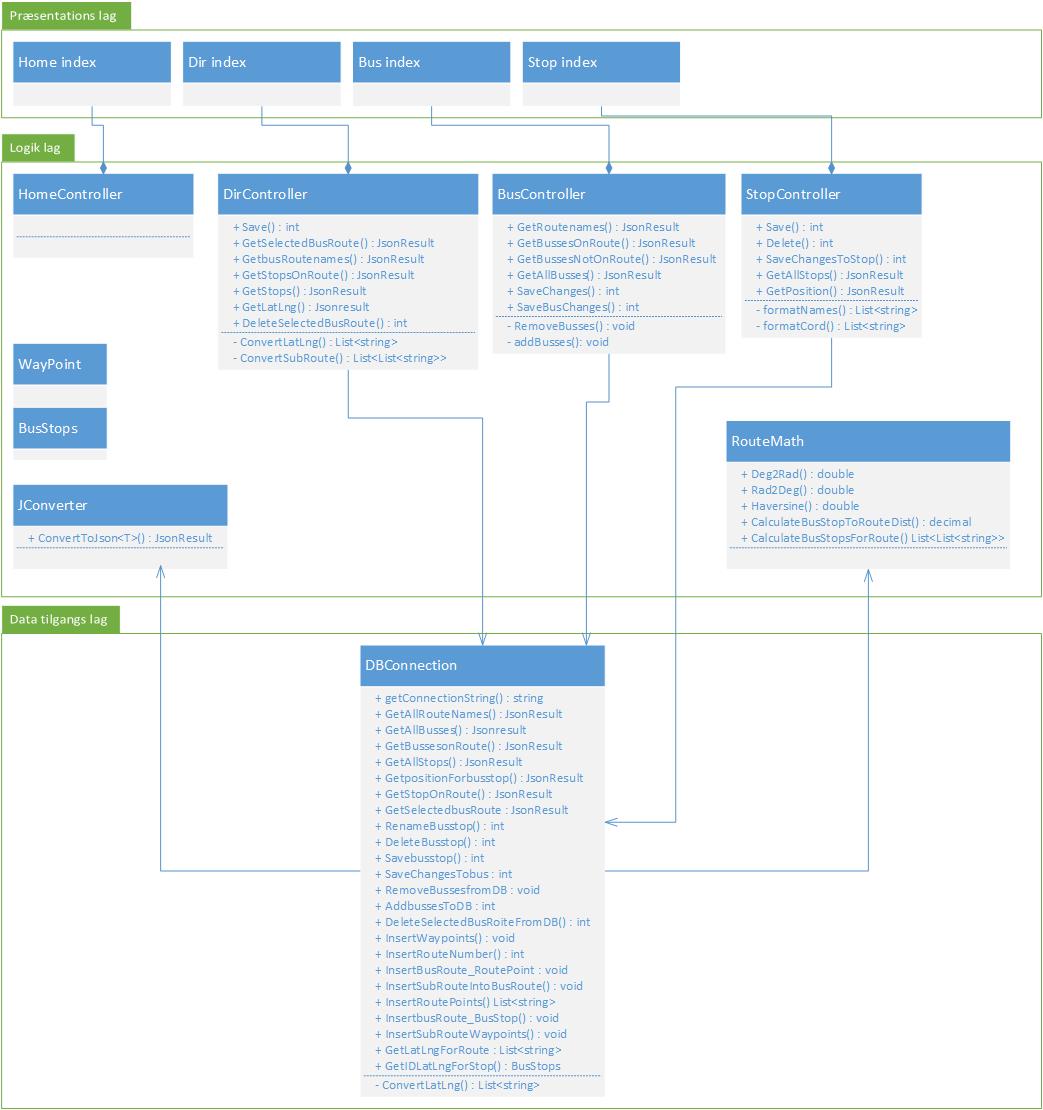 Præsentations lag
Home index
Dir index
Bus index
Stop index
Logik lag
HomeController
DirController
+ Save() : int
+ GetSelectedBusRoute() : JsonResult
+ GetbusRoutenames() : JsonResult
+ GetStopsOnRoute() : JsonResult
+ GetStops() : JsonResult
+ GetLatLng() : Jsonresult
+ DeleteSelectedBusRoute() : int
- ConvertLatLng() : List<string>
- ConvertSubRoute() : List<List<string>>
BusController
+ GetRoutenames() : JsonResult
+ GetBussesOnRoute() : JsonResult
+ GetBussesNotOnRoute() : JsonResult
+ GetAllBusses() : JsonResult
+ SaveChanges() : int
+ SaveBusChanges() : int
- RemoveBusses() : void
- addBusses(): void
StopController
+ Save() : int
+ Delete() : int
+ SaveChangesToStop() : int
+ GetAllStops() : JsonResult
+ GetPosition() : JsonResult
- formatNames() : List<string>
- formatCord() : List<string>
WayPoint
BusStops
JConverter
+ ConvertToJson<T>() : JsonResult
RouteMath
+ Deg2Rad() : double
+ Rad2Deg() : double
+ Haversine() : double
+ CalculateBusStopToRouteDist() : decimal
+ CalculateBusStopsForRoute() List<List<string>>
Data tilgangs lag
DBConnection
+ getConnectionString() : string
+ GetAllRouteNames() : JsonResult
+ GetAllBusses() : Jsonresult
+ GetBussesonRoute() : JsonResult
+ GetAllStops() : JsonResult
+ GetpositionForbusstop() : JsonResult
+ GetStopOnRoute() : JsonResult
+ GetSelectedbusRoute : JsonResult
+ RenameBusstop() : int
+ DeleteBusstop() : int
+ Savebusstop() : int
+ SaveChangesTobus : int
+ RemoveBussesfromDB : void
+ AddbussesToDB : int
+ DeleteSelectedBusRoiteFromDB() : int
+ InsertWaypoints() : void
+ InsertRouteNumber() : int
+ InsertBusRoute_RoutePoint : void
+ InsertSubRouteIntoBusRoute() : void
+ InsertRoutePoints() List<string>
+ InsertbusRoute_BusStop() : void
+ InsertSubRouteWaypoints() : void
+ GetLatLngForRoute : List<string>
+ GetIDLatLngForStop() : BusStops
- ConvertLatLng() : List<string>